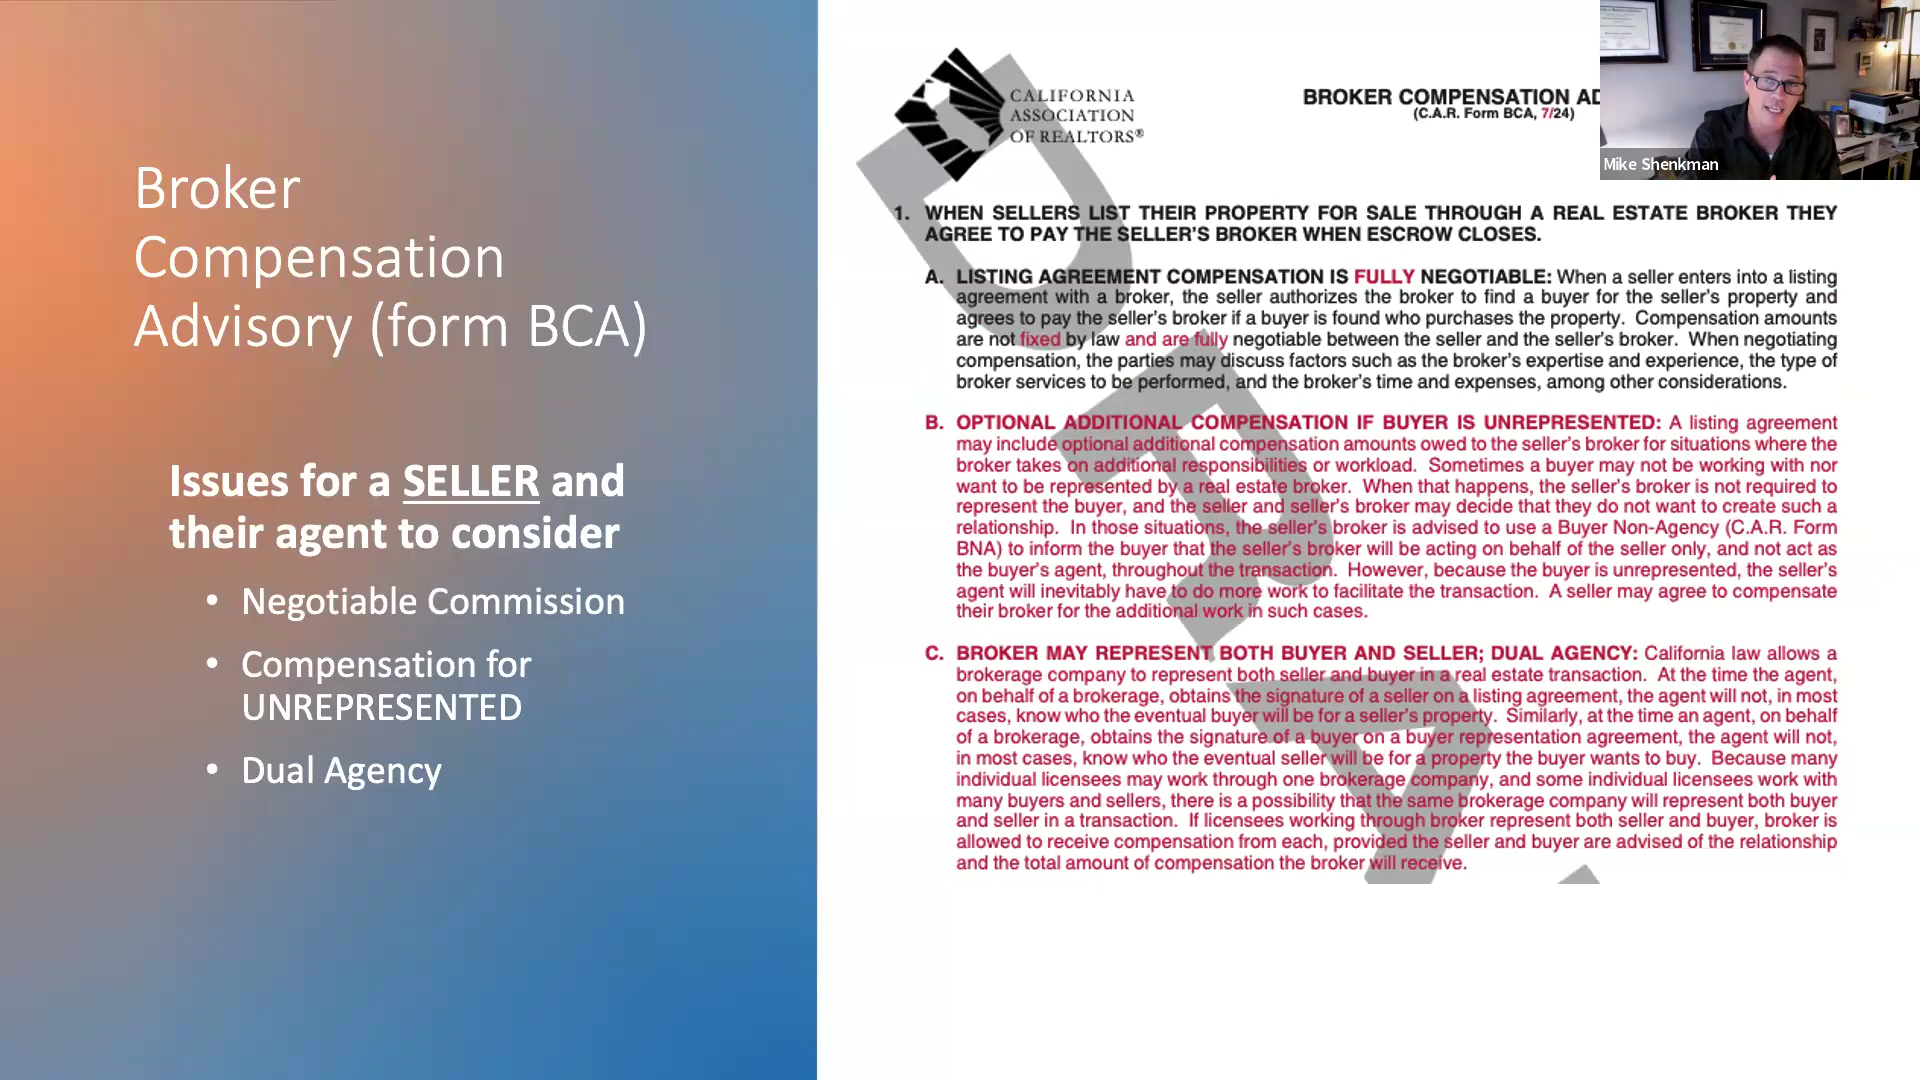 Broker
Compensation
Advisory (form BCA)
Issues for a SELLER and
their agent to consider
• Negotiable Commission
• Compensation for
UNREPRESENTED
• Dual Agency
CALIFORNIA
ASSOCIATION
OF REALTORS®
BROKER COMPENSATION AD
(C.A.R. Form BCA, 7/24)
Mike Shenkman
1. WHEN SELLERS LIST THEIR PROPERTY FOR SALE THROUGH A REAL ESTATE BROKER THEY
AGREE TO PAY THE SELLER'S BROKER WHEN ESCROW CLOSES.
A. LISTING AGREEMENT COMPENSATION IS FULLY NEGOTIABLE: When a seller enters into a listing
agreement with a broker, the seller authorizes the broker to find a buyer for the seller's property and
agrees to pay the seller's broker if a buyer is found who purchases the property. Compensation amounts
are not fixed by law and are fully negotiable between the seller and the seller's broker. When negotiating
compensation, the parties may discuss factors such as the broker's expertise and experience, the type of
broker services to be performed, and the broker's time and expenses, among other considerations.
B. OPTIONAL ADDITIONAL COMPENSATION IF BUYER IS UNREPRESENTED: A listing agreement
may include optional additional compensation amounts owed to the seller's broker for situations where the
broker takes on additional responsibilities or workload. Sometimes a buyer may not be working with nor
want to be represented by a real estate broker. When that happens, the seller's broker is not required to
represent the buyer, and the seller and seller's broker may decide that they do not want to create such a
relationship. In those situations, the seller's broker is advised to use a Buyer Non-Agency (C.A.R. Form
BNA) to inform the buyer that the seller's broker will be acting on behalf of the seller only, and not act as
the buyer's agent, throughout the transaction. However, because the buyer is unrepresented, the seller's
agent will inevitably have to do more work to facilitate the transaction. A seller may agree to compensate
their broker for the additional work in such cases.
C. BROKER MAY REPRESENT BOTH BUYER AND SELLER; DUAL AGENCY: California law allows a
brokerage company to represent both seller and buyer in a real estate transaction. At the time the agent,
on behalf of a brokerage, obtains the signature of a seller on a listing agreement, the agent will not, in most
cases, know who the eventual buyer will be for a seller's property. Similarly, at the time an agent, on behalf
of a brokerage, obtains the signature of a buyer on a buyer representation agreement, the agent will not,
in most cases, know who the eventual seller will be for a property the buyer wants to buy. Because many
individual licensees may work through one brokerage company, and some individual licensees work with
many buyers and sellers, there is a possibility that the same brokerage company will represent both buyer
and seller in a transaction. If licensees working through broker represent both seller and buyer, broker is
allowed to receive compensation from each, provided the seller and buyer are advised of the relationship
and the total amount of compensation the broker will receive.